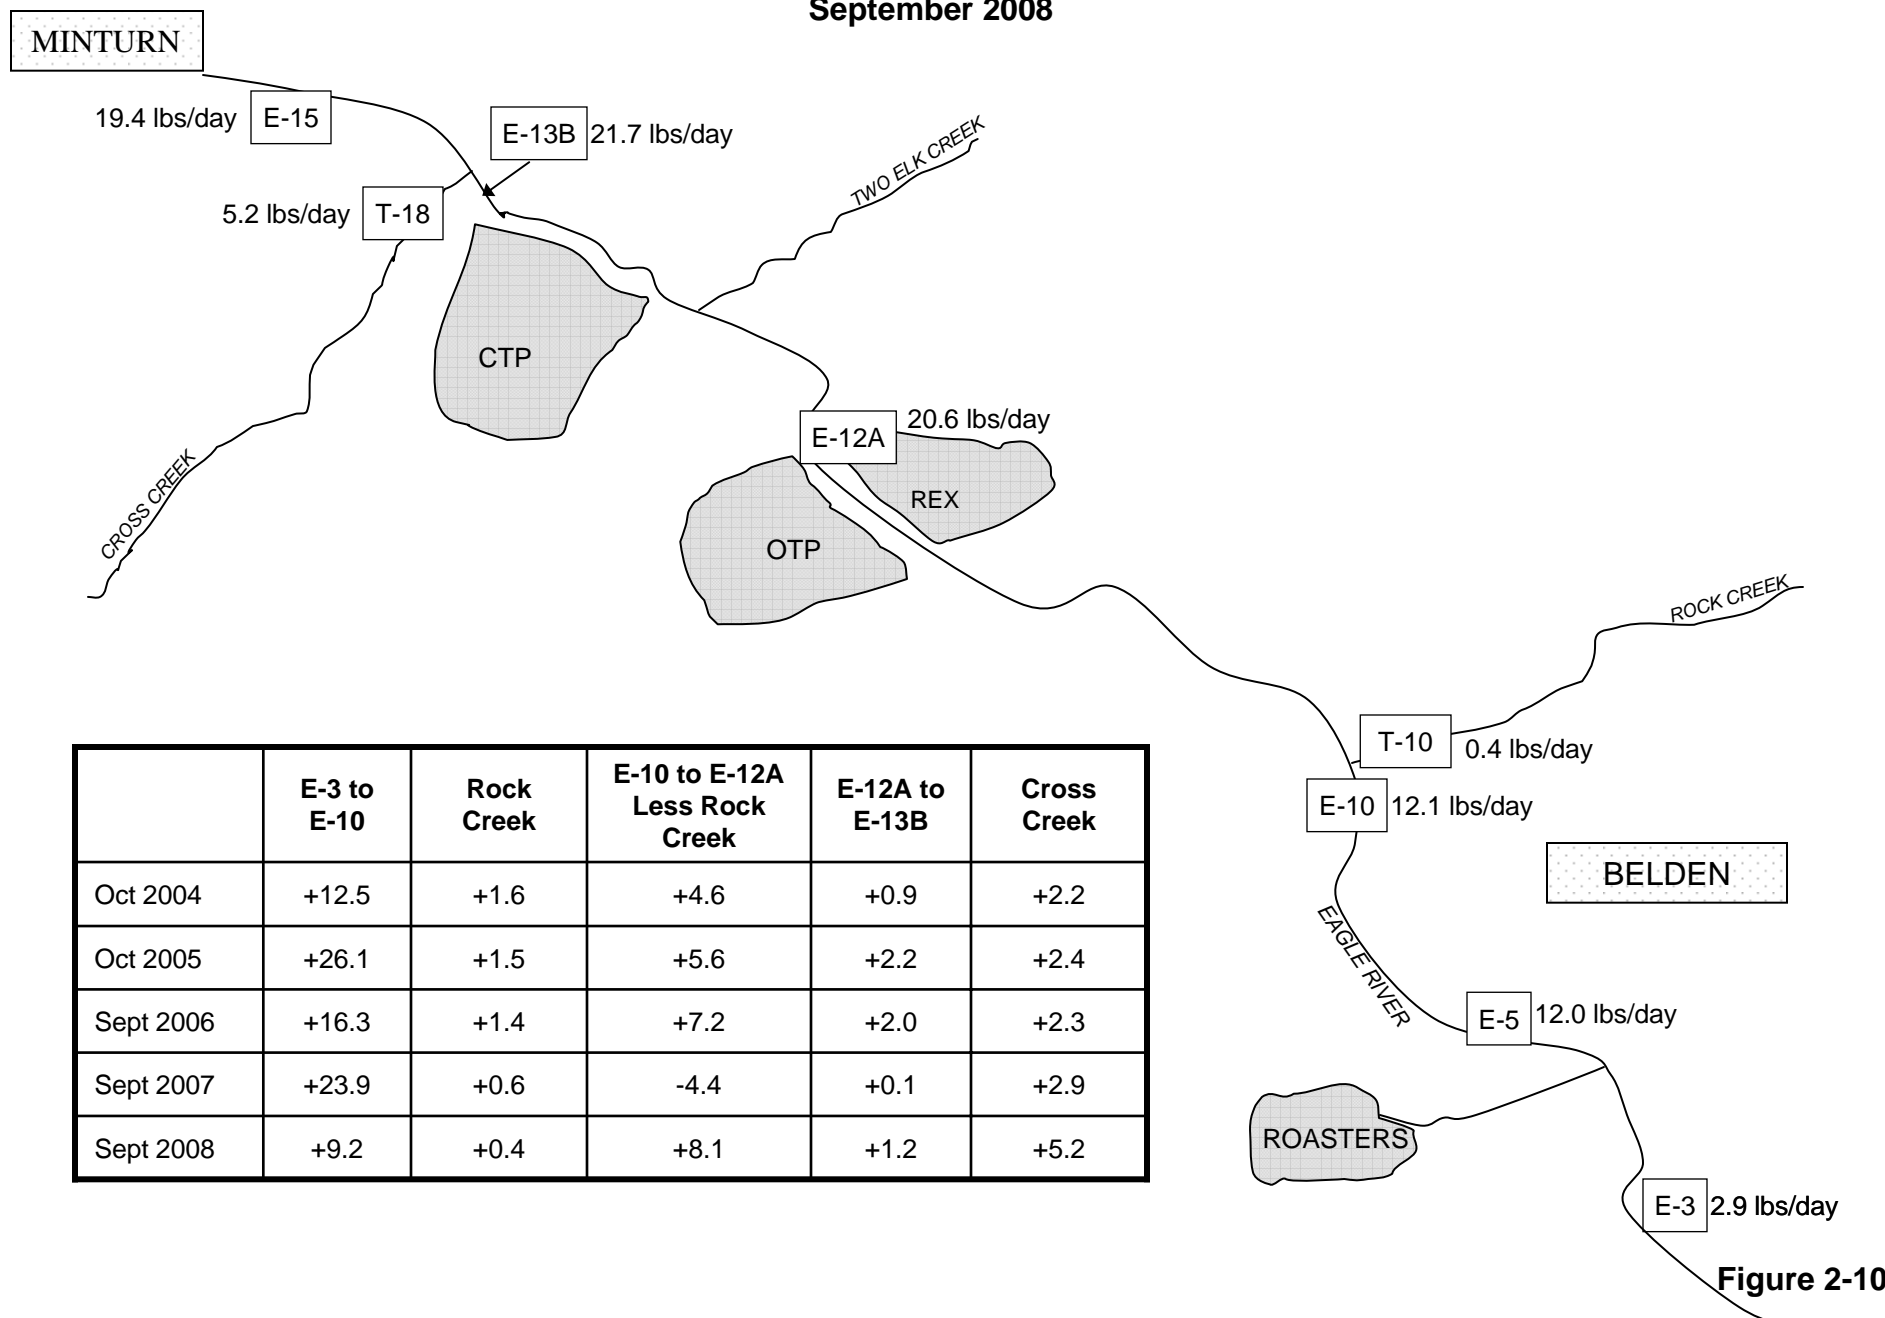 September 2008
MINTURN
19.4 lbs/day
E-15
E-13B
21.7 lbs/day
TWO ELK CREEK
5.2 lbs/day
T-18
CTP
E-12A
20.6 lbs/day
REX
OTP
CROSS CREEK
ROCK CREEK
T-10
0.4 lbs/day
E-10
12.1 lbs/day
BELDEN
EAGLE RIVER
E-5
12.0 lbs/day
ROASTERS
E-3
2.9 lbs/day
E-3 to
E-10
Rock
Creek
E-10 to E-12A
Less Rock
Creek
E-12A to
E-13B
Cross
Creek
Oct 2004 +12.5 +1.6 +4.6 +0.9 +2.2
Oct 2005 +26.1 +1.5 +5.6 +2.2 +2.4
Sept 2006 +16.3 +1.4 +7.2 +2.0 +2.3
Sept 2007 +23.9 +0.6 -4.4 +0.1 +2.9
Sept 2008 +9.2 +0.4 +8.1 +1.2 +5.2
Figure 2-10